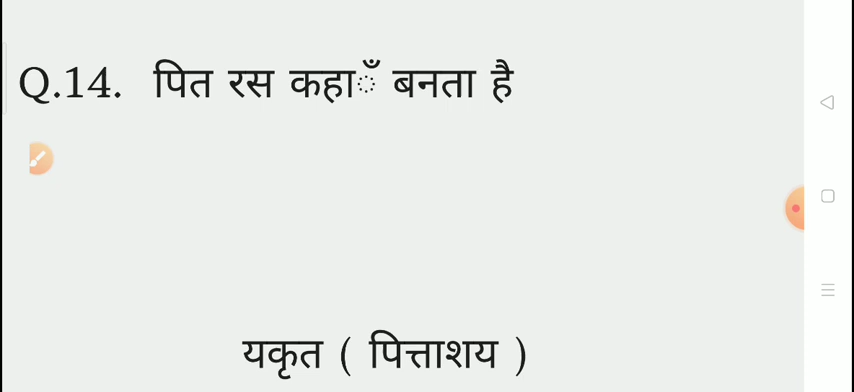 Q.14. पित रस कहाँ बनता है
यकृत ( पित्ताशय )